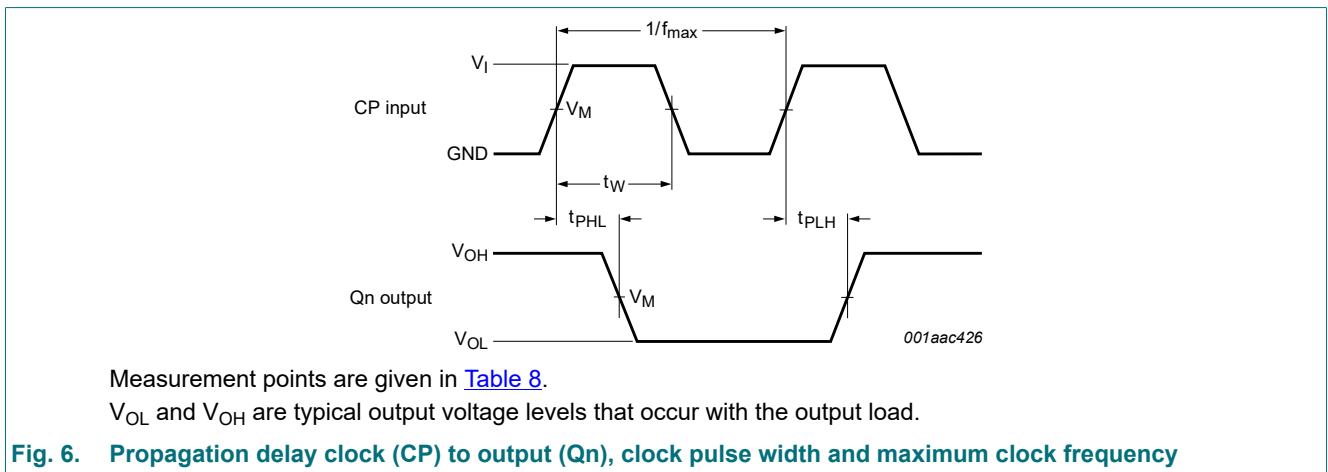 1/fmax
VI
CP input
VM
GND
tW
tPHL
tPLH
VOH
Qn output
VM
VOL
001aac426
Measurement points are given in Table 8.
VOL and VOH are typical output voltage levels that occur with the output load.
Fig. 6. Propagation delay clock (CP) to output (Qn), clock pulse width and maximum clock frequency